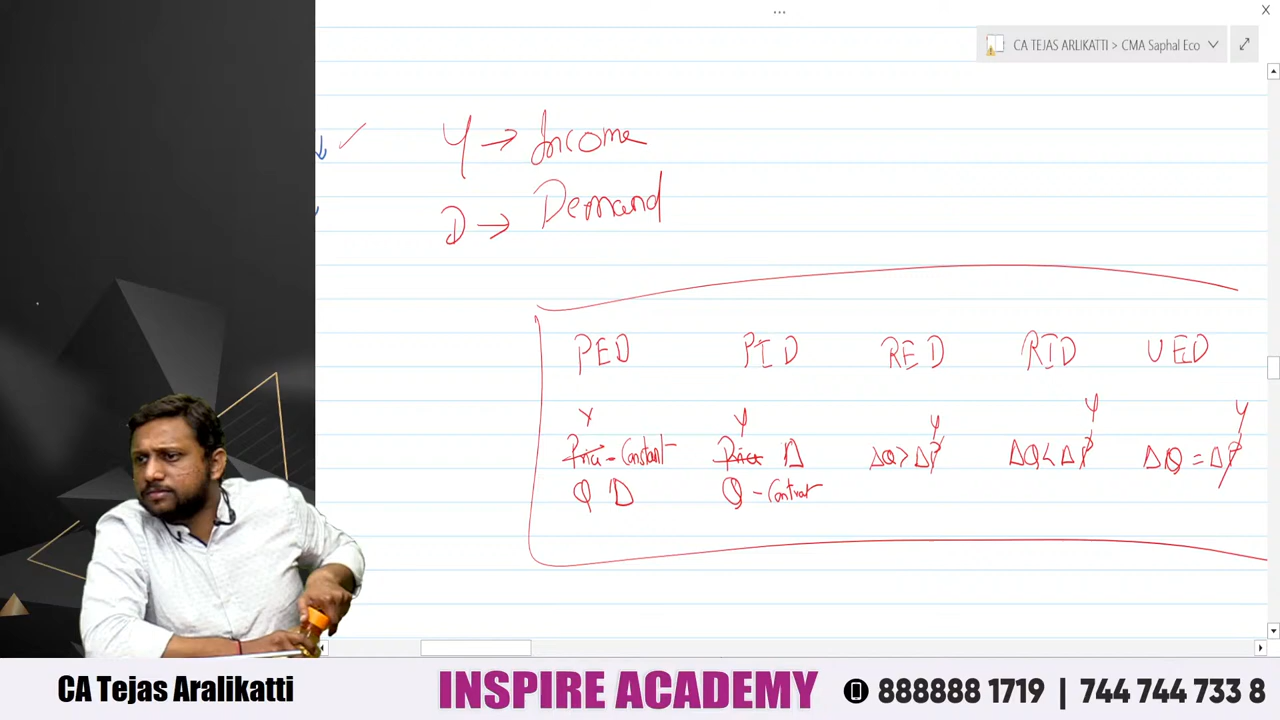 ...
CA TEJAS ARLIKATTI > CMA Saphal Eco
Y → Income
D → Demand
PED PID RED RID UED
Y Y Y Y Y
Price - Constant Price Δ ΔQ > ΔP ΔQ < ΔP ΔQ = ΔP
Q Δ Q - Contrat
CA Tejas Aralikatti INSPIRE ACADEMY 888888 1719 | 744 744 733 8